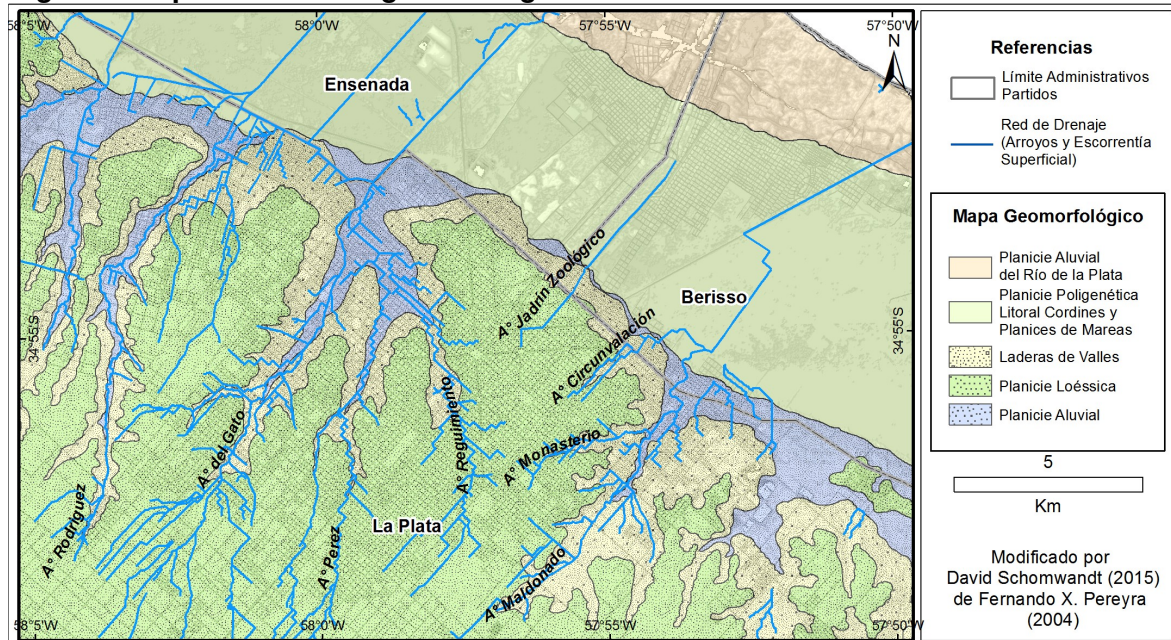 58°5'W
58°0'W
57°55'W
57°50'W
N
Ensenada
Berisso
La Plata
34°55'S
34°55'S
A° Jadrín Zoológico
A° Circunvalación
A° Monasterio
A° Maldonado
A° Reguimiento
A° Perez
A° del Gato
A° Rodriguez
58°5'W
58°0'W
57°55'W
57°50'W
Referencias
Límite Administrativos
Partidos
Red de Drenaje
(Arroyos y Escorrentía
Superficial)
Mapa Geomorfológico
Planicie Aluvial
del Río de la Plata
Planicie Poligenética
Litoral Cordines y
Planices de Mareas
Laderas de Valles
Planicie Loéssica
Planicie Aluvial
5
Km
Modificado por
David Schomwandt (2015)
de Fernando X. Pereyra
(2004)